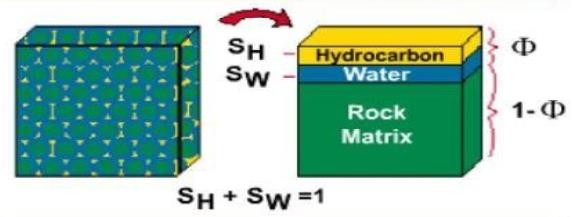 SH
Hydrocarbon
Φ
SW
Water
Rock
Matrix
1-Φ
SH + SW =1